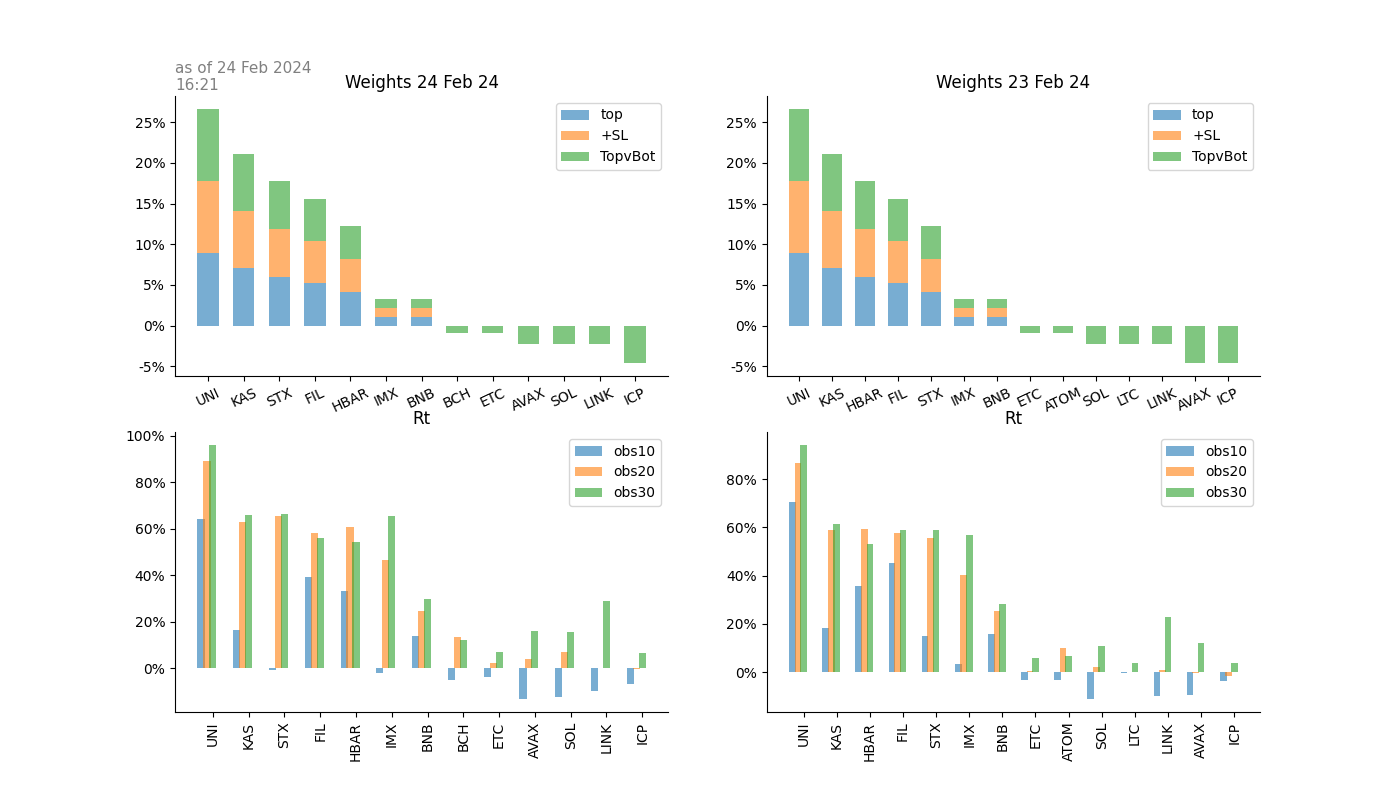 as of 24 Feb 2024
16:21
Weights 24 Feb 24
25%
20%
15%
10%
5%
0%
-5%
top
+SL
TopvBot
UNI KAS STX FIL HBAR IMX BNB BCH ETC AVAX SOL LINK ICP
Weights 23 Feb 24
25%
20%
15%
10%
5%
0%
-5%
top
+SL
TopvBot
UNI KAS HBAR FIL STX IMX BNB ETC ATOM SOL LTC LINK AVAX ICP
Rt
100%
80%
60%
40%
20%
0%
obs10
obs20
obs30
UNI KAS STX FIL HBAR IMX BNB BCH ETC AVAX SOL LINK ICP
Rt
80%
60%
40%
20%
0%
obs10
obs20
obs30
UNI KAS HBAR FIL STX IMX BNB ETC ATOM SOL LTC LINK AVAX ICP